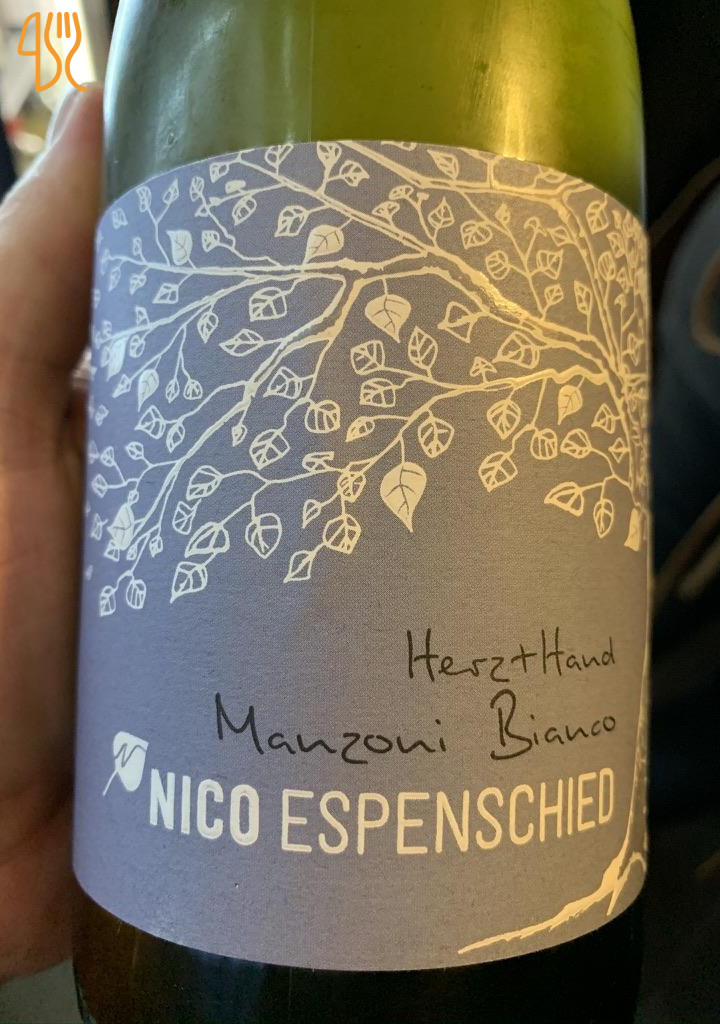 Herz+Hand
Manzoni Bianco
NICO ESPENSCHIED